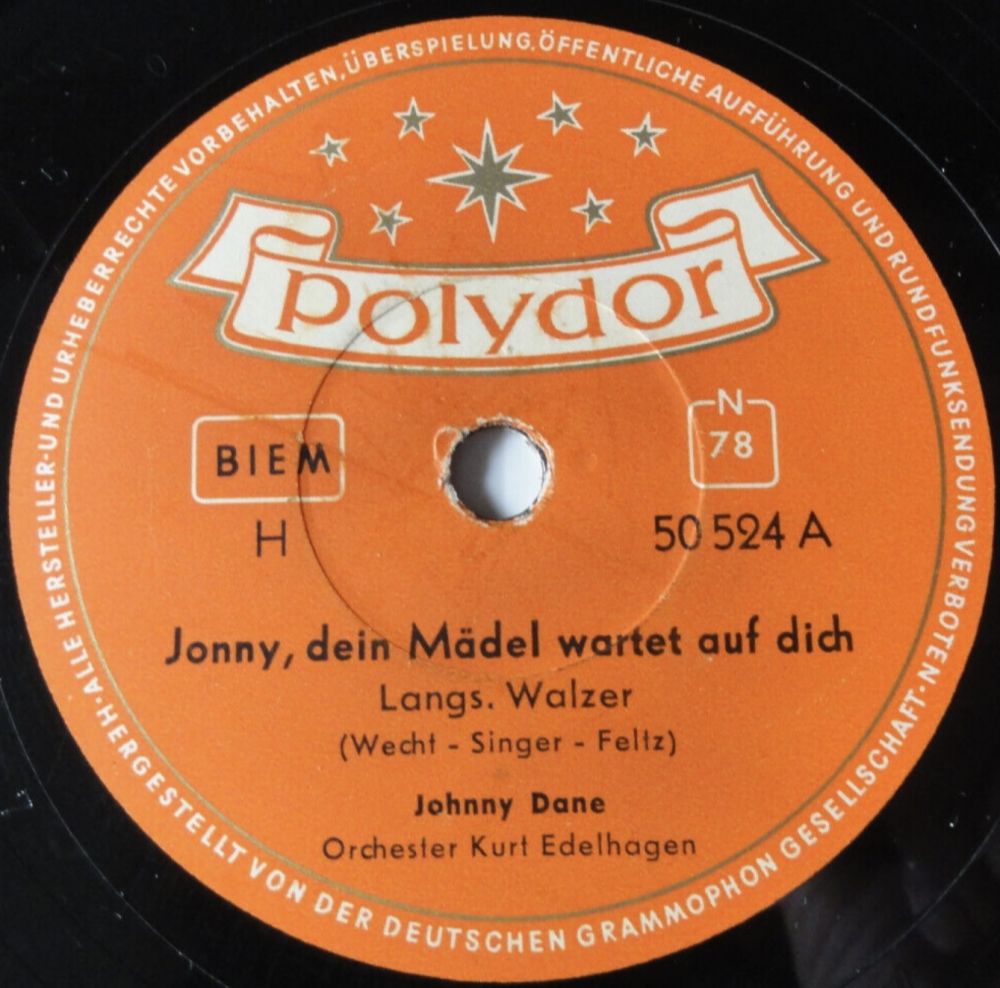 ·ALLE HERSTELLER-UND URHEBERRECHTE VORBEHALTEN, ÜBERSPIELUNG, ÖFFENTLICHE AUFFÜHRUNG UND RUNDFUNKSENDUNG VERBOTEN·
polydor
BIEM
N
78
H
50 524 A
Jonny, dein Mädel wartet auf dich
Langs. Walzer
(Wecht - Singer - Feltz)
Johnny Dane
Orchester Kurt Edelhagen
HERGESTELLT VON DER DEUTSCHEN GRAMMOPHON GESELLSCHAFT